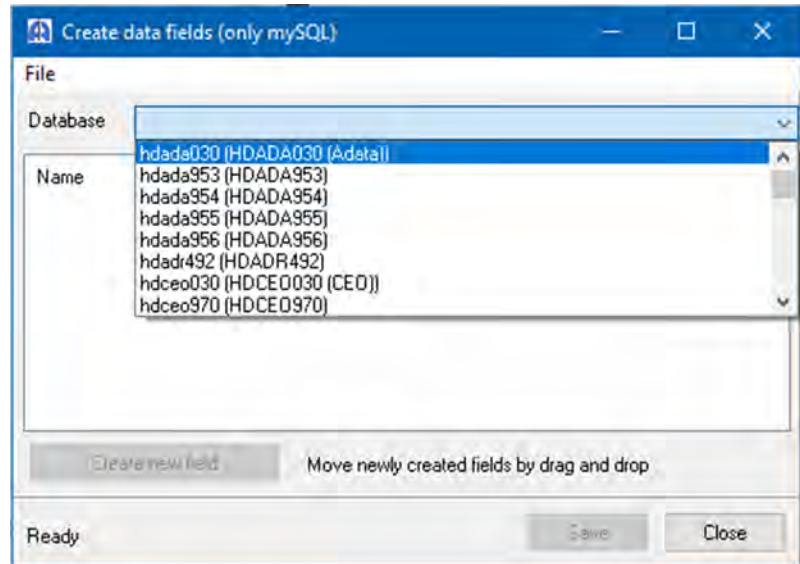 Create data fields (only mySQL)
File
Database
Name
hdada030 (HDADA030 (Adata))
hdada953 (HDADA953)
hdada954 (HDADA954)
hdada955 (HDADA955)
hdada956 (HDADA956)
hdadr492 (HDADR492)
hdceo030 (HDCEO030 (CEO))
hdceo970 (HDCEO970)
Create new field
Move newly created fields by drag and drop
Ready
Save
Close